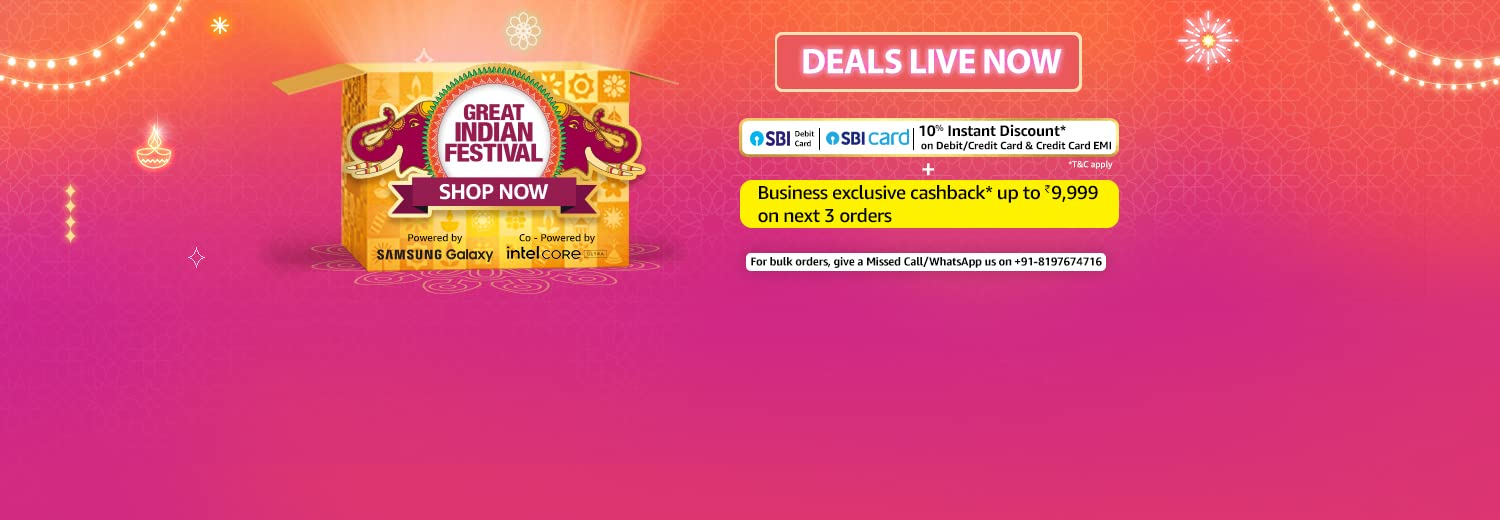 GREAT
INDIAN
FESTIVAL
SHOP NOW
Powered by
SAMSUNG Galaxy
Co - Powered by
intel CORE ULTRA
DEALS LIVE NOW
SBI Debit Card | SBI card | 10% Instant Discount*
on Debit/Credit Card & Credit Card EMI
*T&C apply
+
Business exclusive cashback* up to ₹9,999
on next 3 orders
For bulk orders, give a Missed Call/WhatsApp us on +91-8197674716